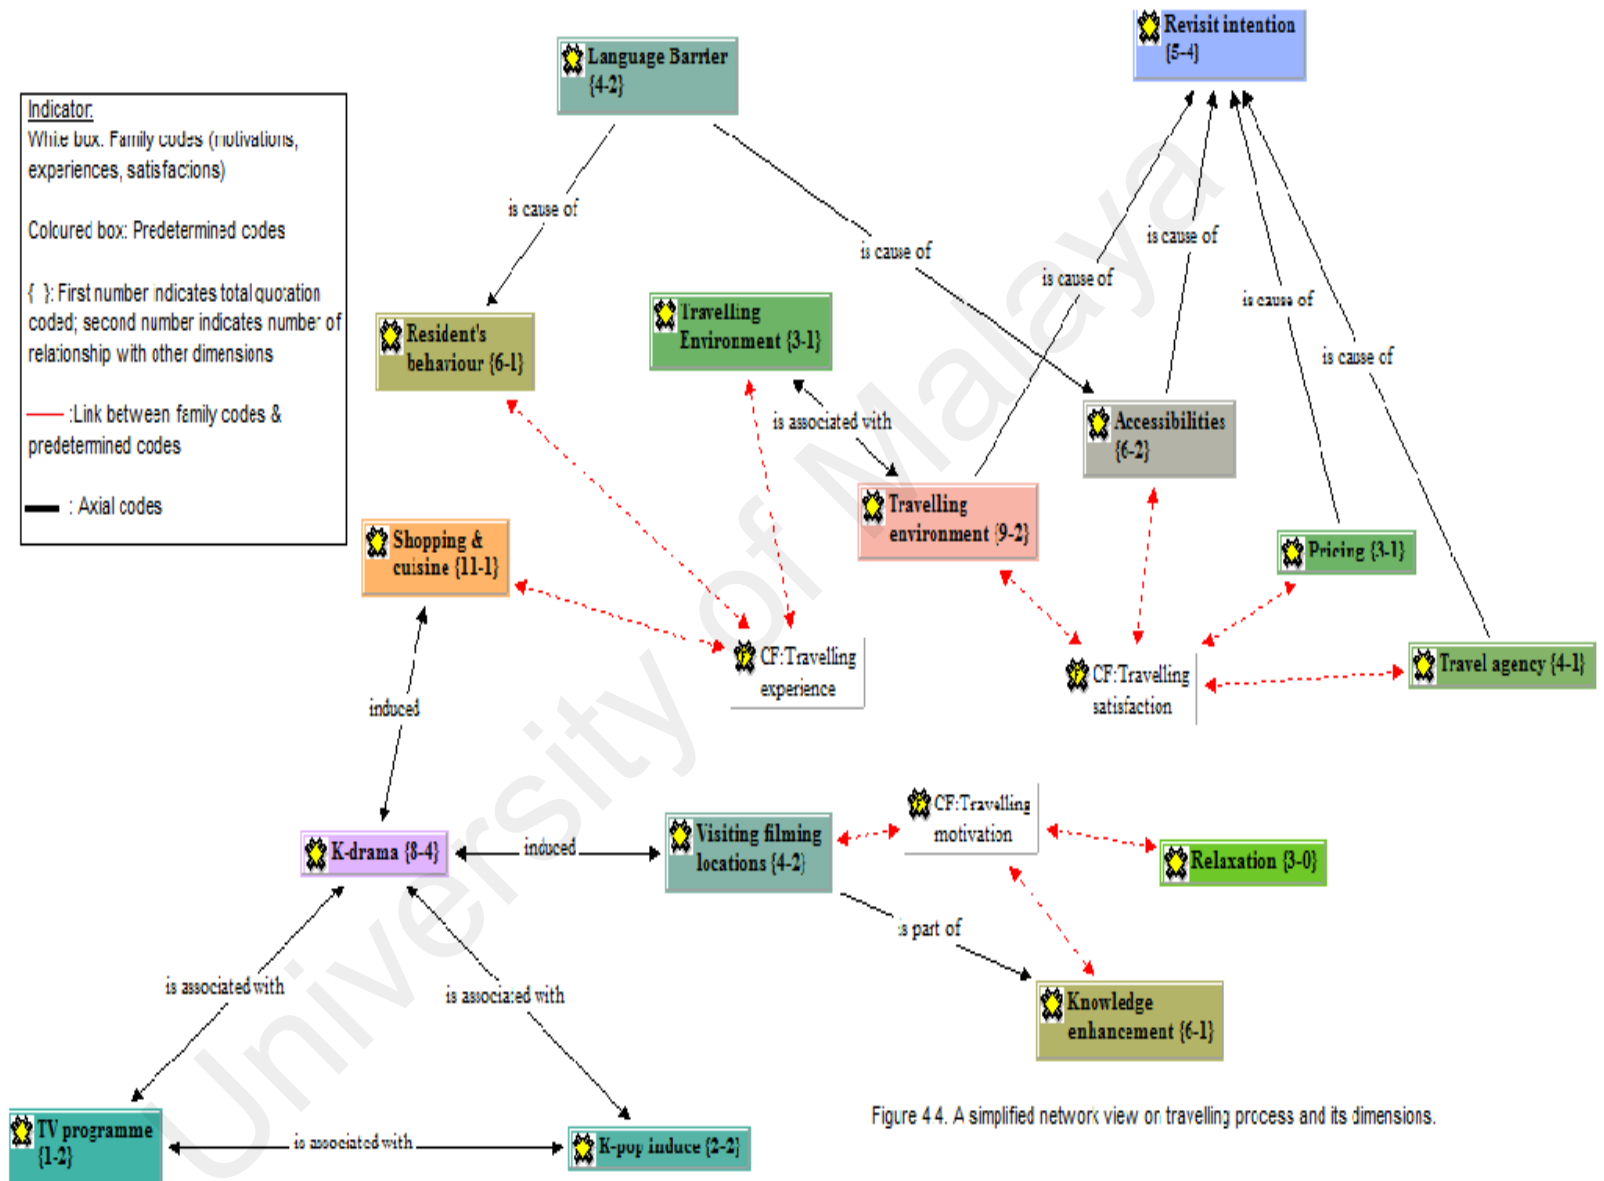 Revisit intention
{5-4}
Language Barrier
{4-2}
Indicator:
White box: Family codes (motivations,
experiences, satisfactions)
Coloured box: Predetermined codes
{ }: First number indicates total quotation
coded; second number indicates number of
relationship with other dimensions
:Link between family codes &
predetermined codes
: Axial codes
is cause of
is cause of
is cause of
is cause of
is cause of
is cause of
Resident's
behaviour {6-1}
Travelling
Environment {3-1}
is associated with
Accessibilities
{6-2}
Travelling
environment {9-2}
Shopping &
cuisine {11-1}
Pricing {3-1}
CF:Travelling
experience
CF:Travelling
satisfaction
Travel agency {4-1}
induced
CF:Travelling
motivation
K-drama {8-4}
induced
Visiting filming
locations {4-2}
Relaxation {3-0}
is part of
is associated with
is associated with
Knowledge
enhancement {6-1}
TV programme
{1-2}
is associated with
K-pop induce {2-2}
Figure 4.4. A simplified network view on travelling process and its dimensions.
University of Malaya